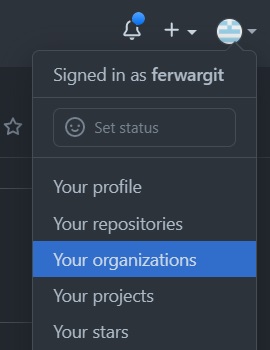 Signed in as ferwargit
Set status
Your profile
Your repositories
Your organizations
Your projects
Your stars